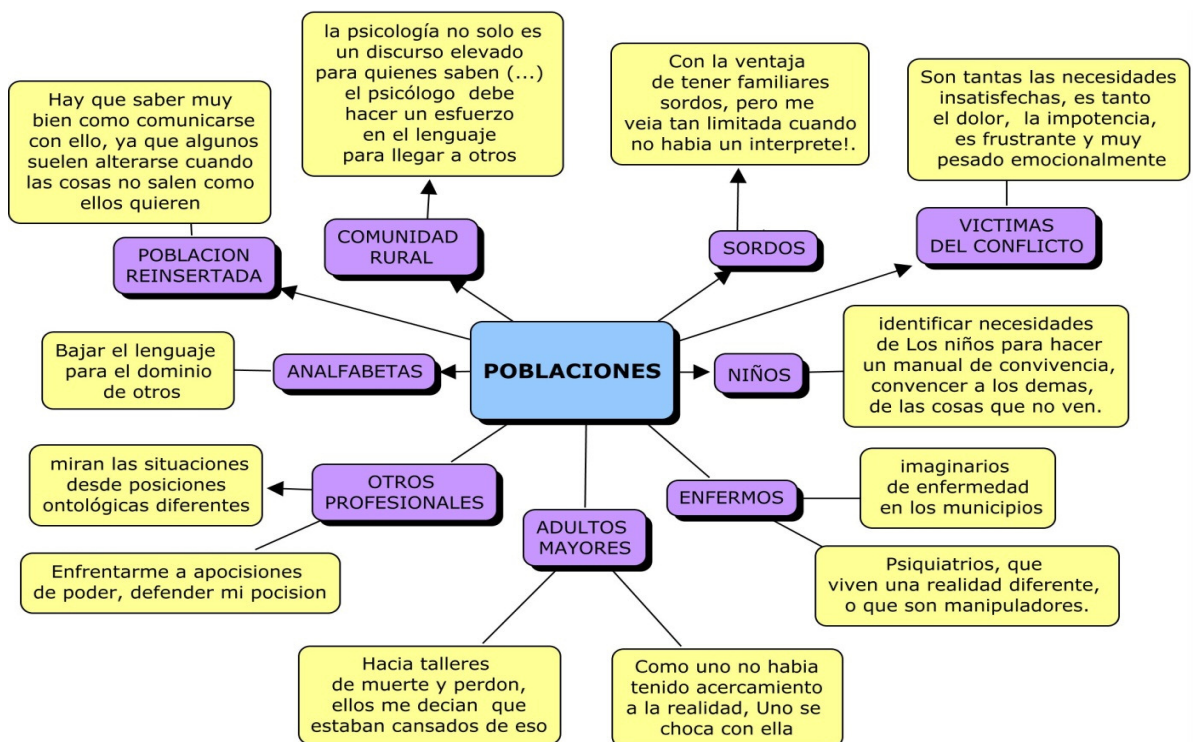 la psicología no solo es
un discurso elevado
para quienes saben (...)
el psicólogo debe
hacer un esfuerzo
en el lenguaje
para llegar a otros
Con la ventaja
de tener familiares
sordos, pero me
veia tan limitada cuando
no habia un interprete!.
Son tantas las necesidades
insatisfechas, es tanto
el dolor, la impotencia,
es frustrante y muy
pesado emocionalmente
Hay que saber muy
bien como comunicarse
con ello, ya que algunos
suelen alterarse cuando
las cosas no salen como
ellos quieren
POBLACION
REINSERTADA
COMUNIDAD
RURAL
SORDOS
VICTIMAS
DEL CONFLICTO
Bajar el lenguaje
para el dominio
de otros
ANALFABETAS
POBLACIONES
NIÑOS
identificar necesidades
de Los niños para hacer
un manual de convivencia,
convencer a los demas,
de las cosas que no ven.
miran las situaciones
desde posiciones
ontológicas diferentes
OTROS
PROFESIONALES
ADULTOS
MAYORES
ENFERMOS
imaginarios
de enfermedad
en los municipios
Enfrentarme a apocisiones
de poder, defender mi pocision
Psiquiatrios, que
viven una realidad diferente,
o que son manipuladores.
Hacia talleres
de muerte y perdon,
ellos me decian que
estaban cansados de eso
Como uno no habia
tenido acercamiento
a la realidad, Uno se
choca con ella